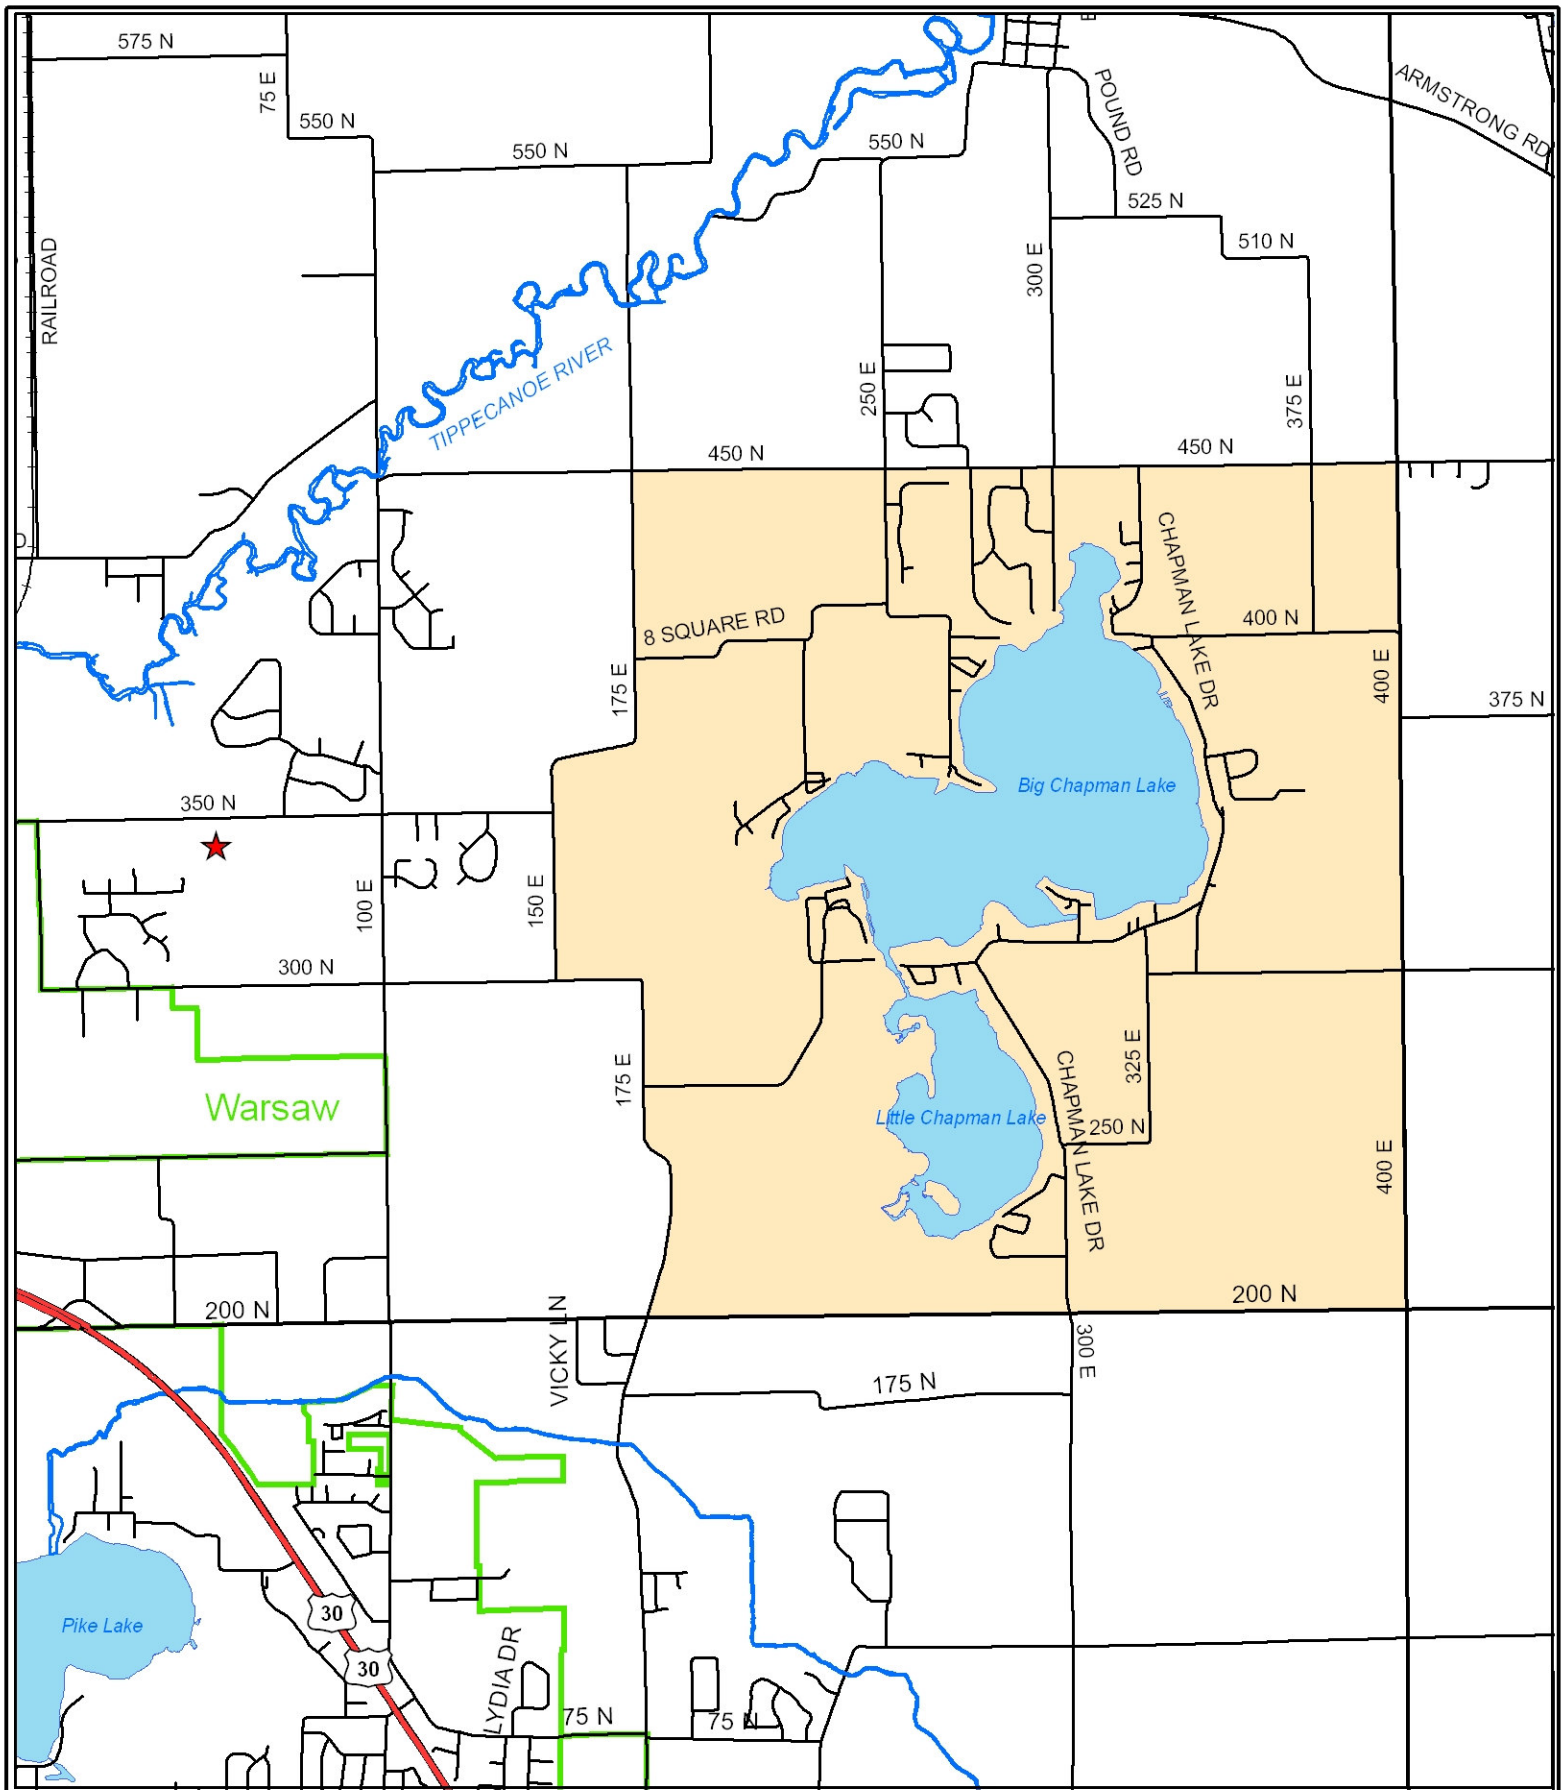 575 N
75 E
550 N
550 N
550 N
POUND RD
ARMSTRONG RD
525 N
510 N
300 E
RAILROAD
TIPPECANOE RIVER
250 E
375 E
450 N
450 N
CHAPMAN LAKE DR
8 SQUARE RD
400 N
175 E
400 E
375 N
Big Chapman Lake
350 N
100 E
150 E
300 N
175 E
325 E
Warsaw
Little Chapman Lake
CHAPMAN LAKE DR
250 N
400 E
200 N
200 N
VICKY LN
300 E
175 N
30
Pike Lake
30
LYDIA DR
75 N
75 N